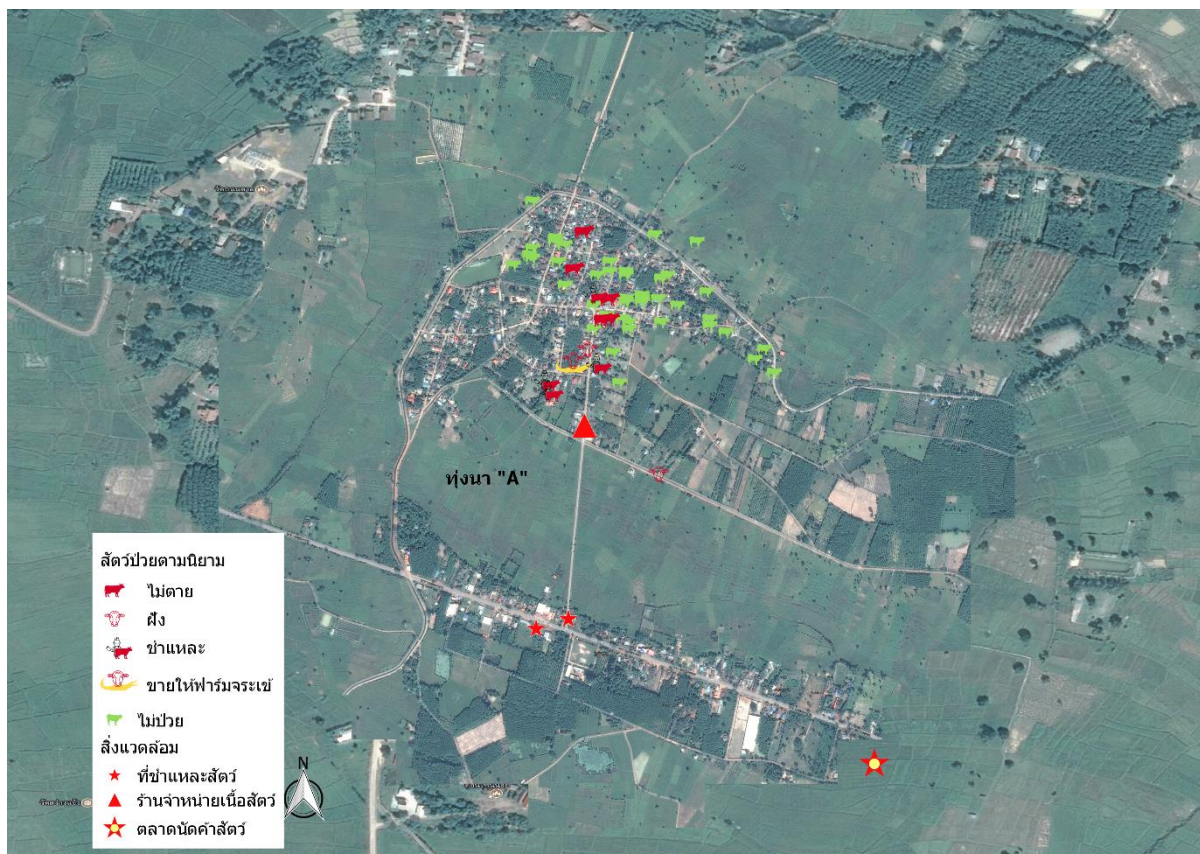 ทุ่งนา "A"
สัตว์ป่วยตามนิยาม
ไม่ตาย
ฝัง
ชำแหละ
ขายให้ฟาร์มจระเข้
ไม่ป่วย
สิ่งแวดล้อม
ที่ชำแหละสัตว์
ร้านจำหน่ายเนื้อสัตว์
ตลาดนัดค้าสัตว์
N